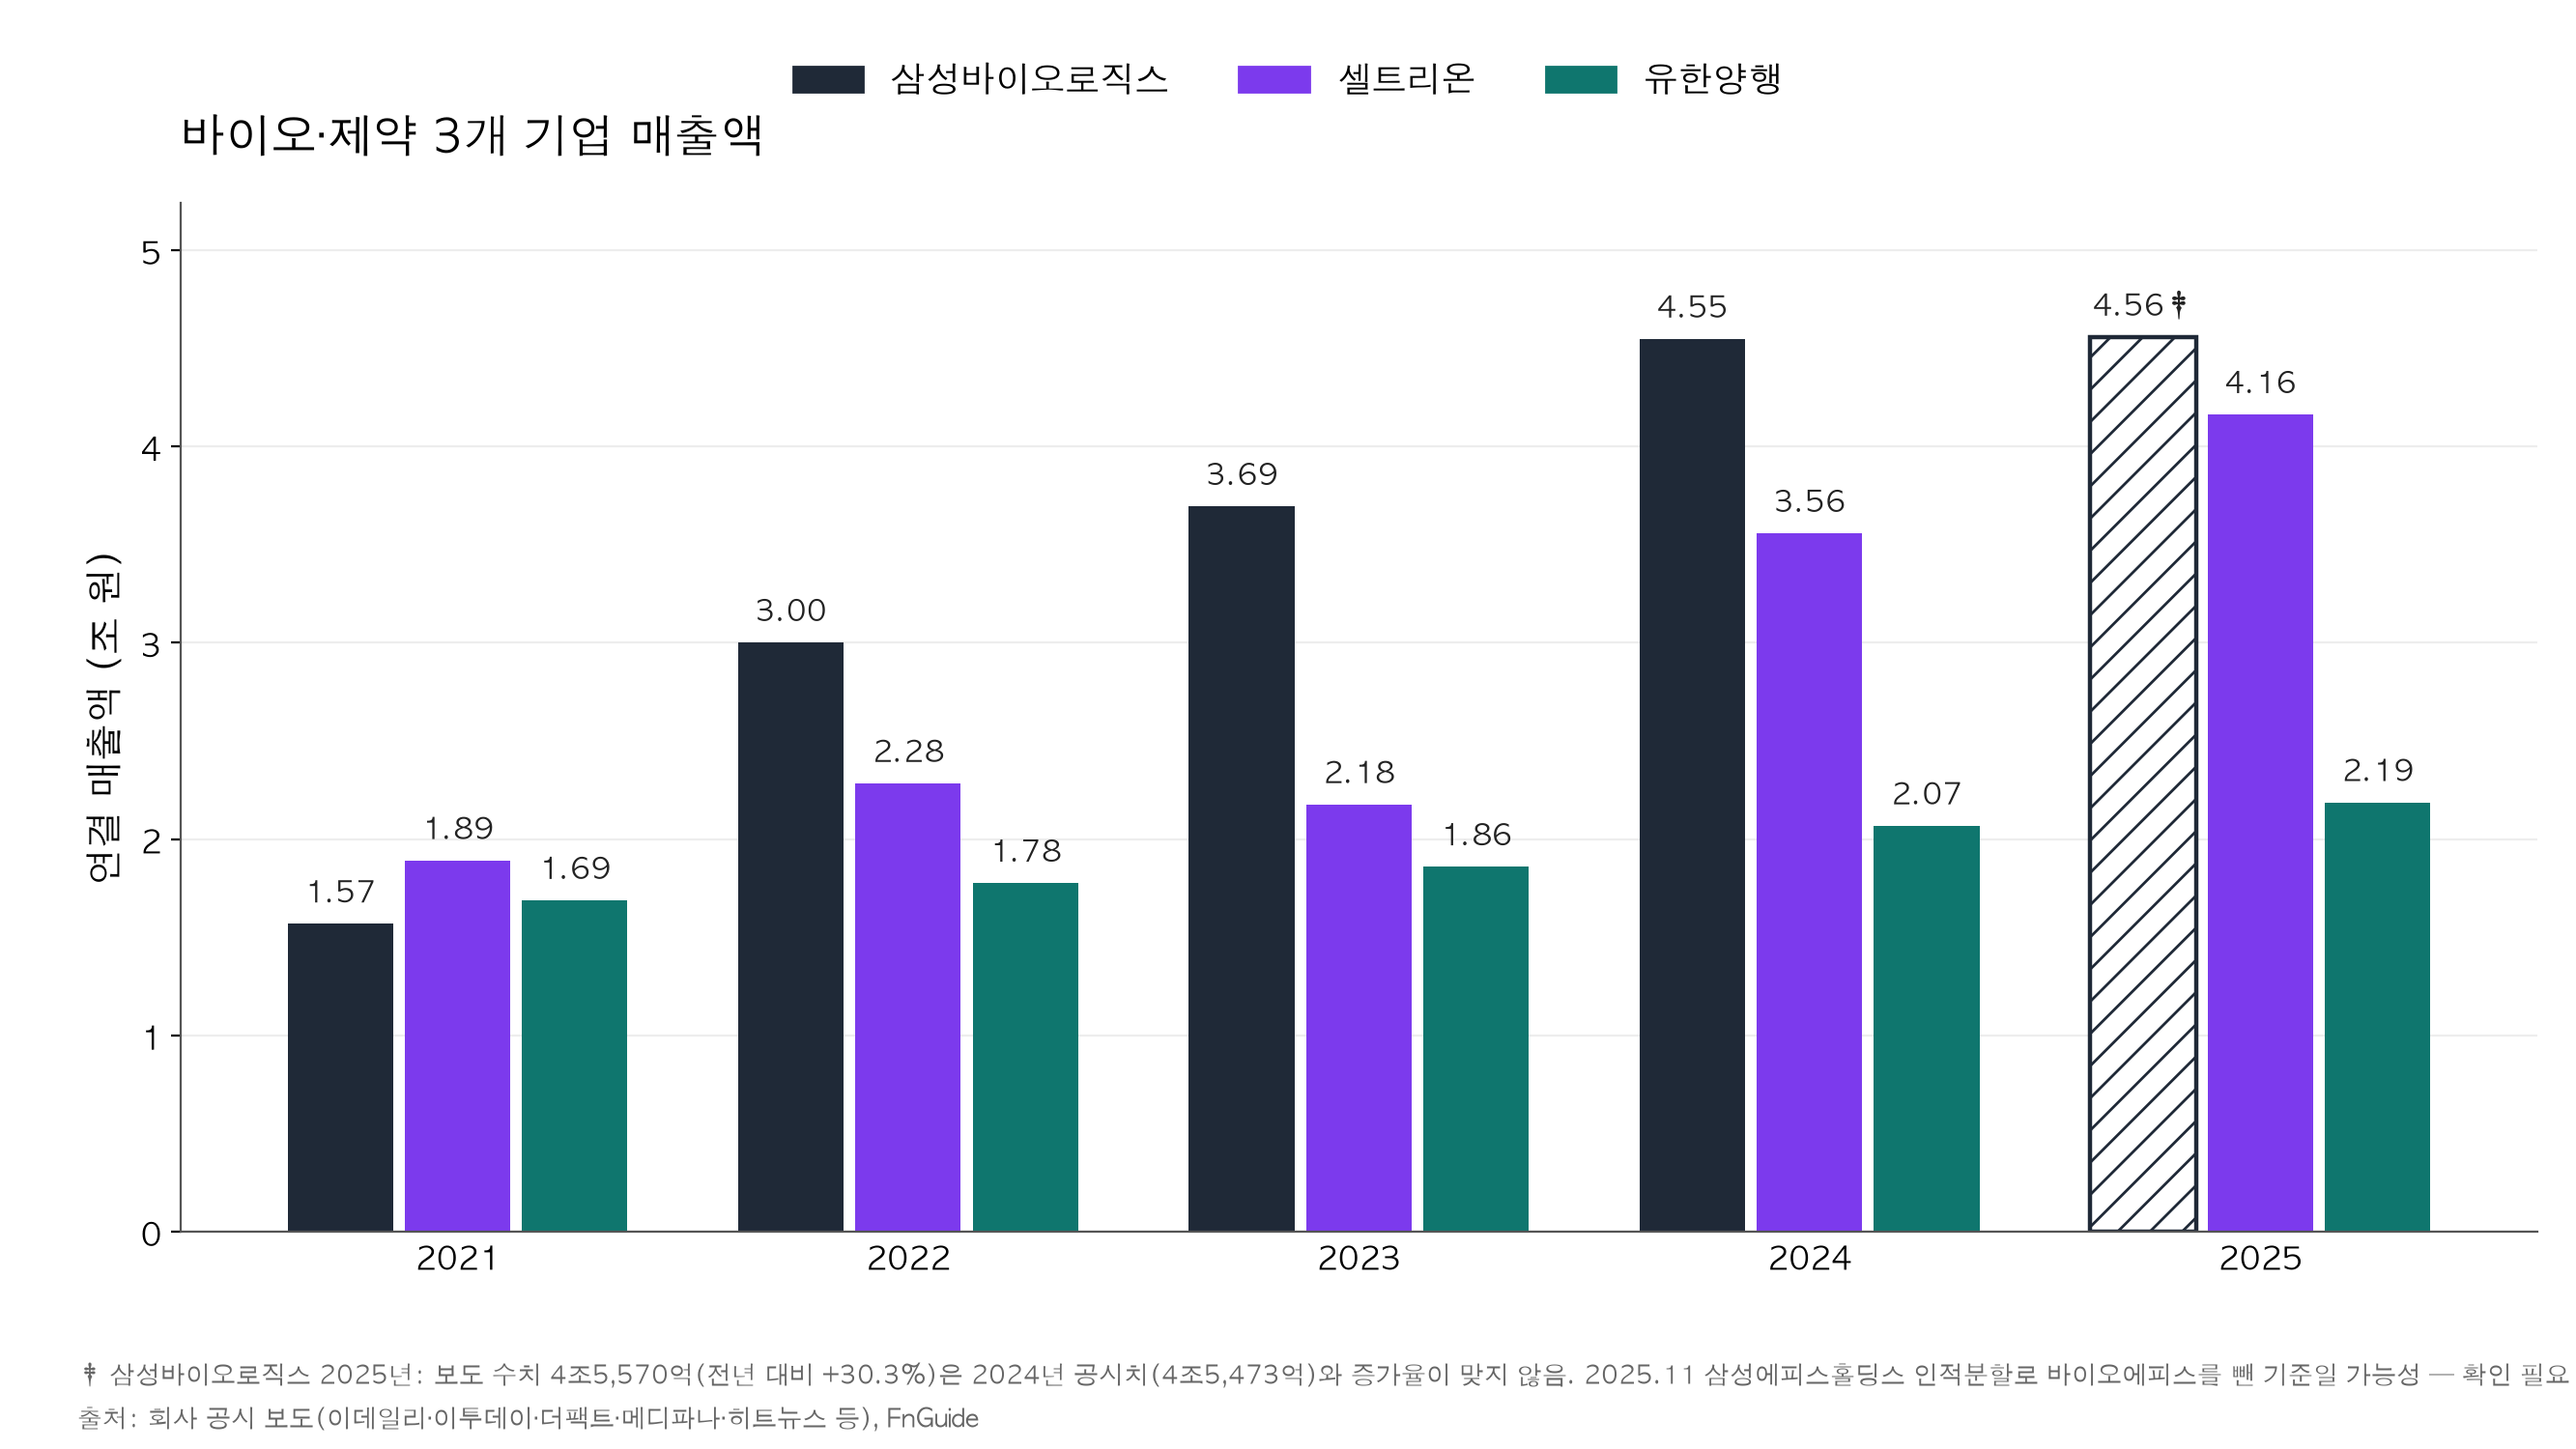 삼성바이오로직스 셀트리온 유한양행
바이오·제약 3개 기업 매출액
연결 매출액 (조 원)
5
4
3
2
1
0
1.57 1.89 1.69
3.00 2.28 1.78
3.69 2.18 1.86
4.55 3.56 2.07
4.56 ‡ 4.16 2.19
2021 2022 2023 2024 2025
‡ 삼성바이오로직스 2025년: 보도 수치 4조5,570억(전년 대비 +30.3%)은 2024년 공시치(4조5,473억)와 증가율이 맞지 않음. 2025.11 삼성에피스홀딩스 인적분할로 바이오에피스를 뺀 기준일 가능성 — 확인 필요
출처: 회사 공시 보도(이데일리·이투데이·더팩트·메디파나·히트뉴스 등), FnGuide